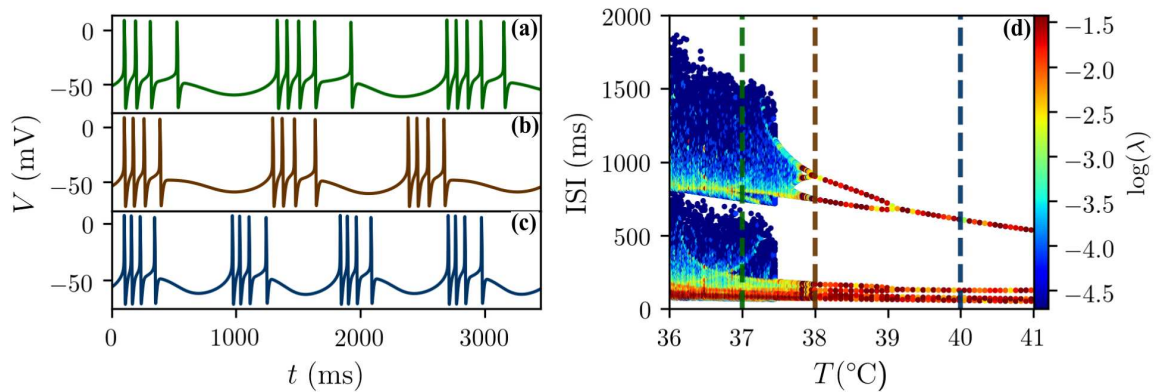 (a)
0
−50
(b)
0
−50
(c)
0
−50
V (mV)
0 1000 2000 3000
t (ms)
(d)
2000
1500
1000
500
0
ISI (ms)
36 37 38 39 40 41
T(°C)
−1.5
−2.0
−2.5
−3.0
−3.5
−4.0
−4.5
log(λ)